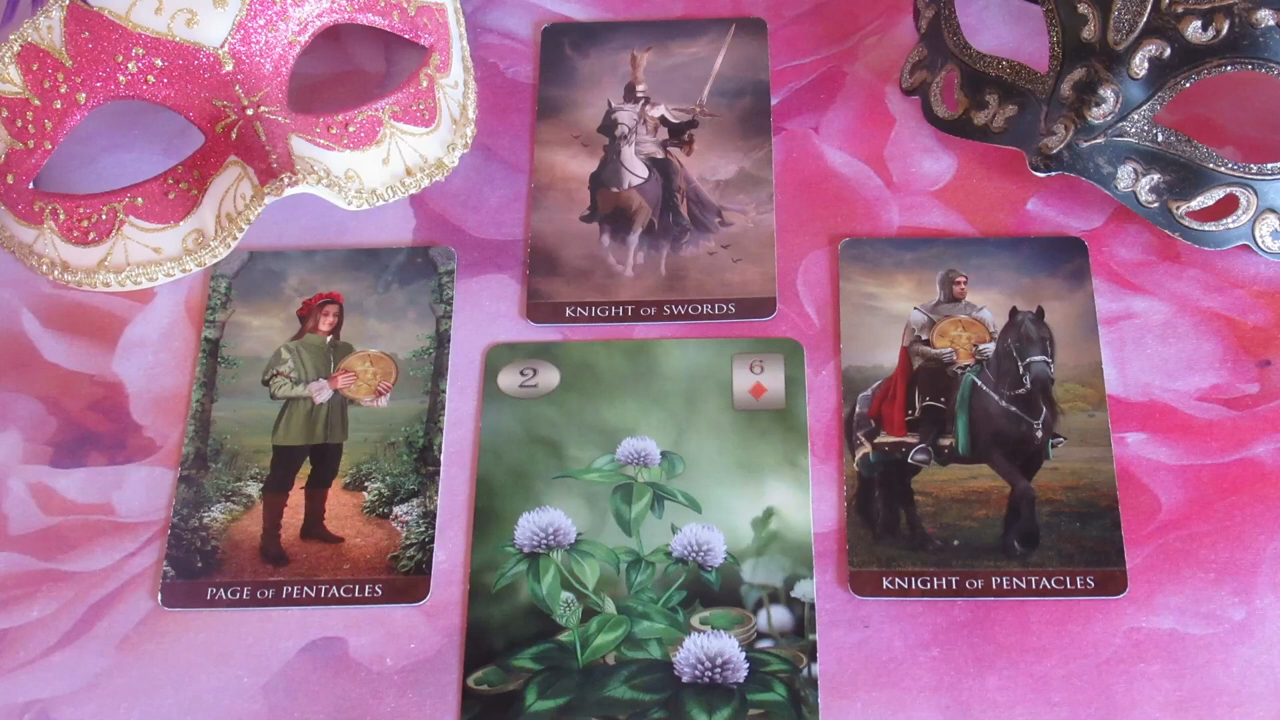 KNIGHT OF SWORDS
PAGE OF PENTACLES
2
6
KNIGHT OF PENTACLES